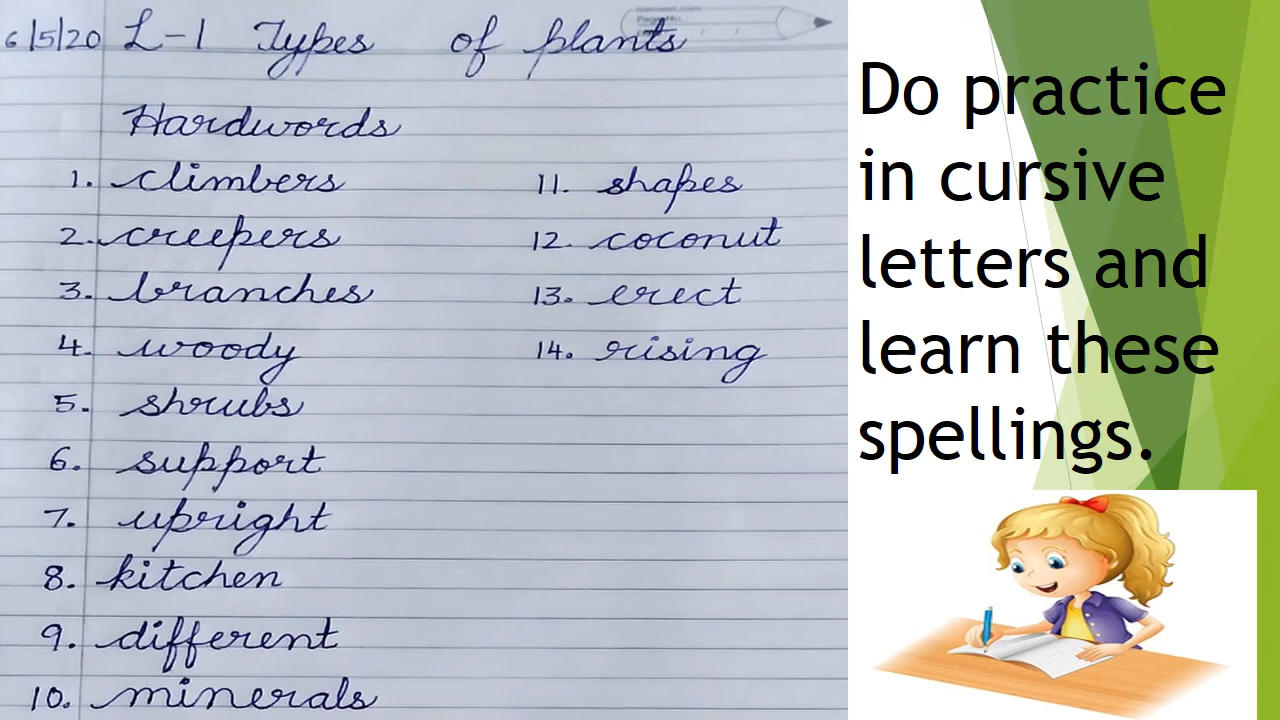 6/5/20 L-1 Types of plants
Hardwords
1. climbers
2. creepers
3. branches
4. woody
5. shrubs
6. support
7. upright
8. kitchen
9. different
10. minerals
11. shapes
12. coconut
13. erect
14. rising
Do practice
in cursive
letters and
learn these
spellings.